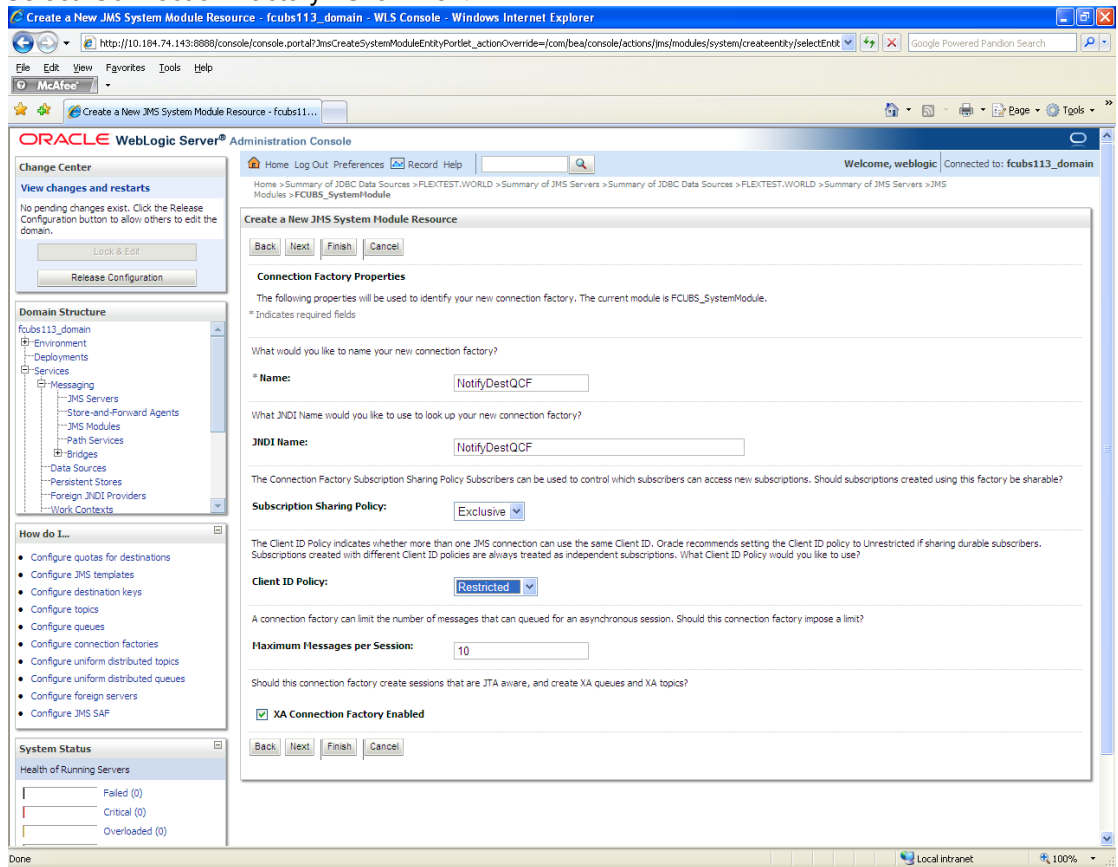 Create a New JMS System Module Resource - fcubs113_domain - WLS Console - Windows Internet Explorer
http://10.184.74.143:8888/console/console.portal?JmsCreateSystemModuleEntityPortlet_actionOverride=/com/bea/console/actions/jms/modules/system/createentity/selectEntit
Google Powered Pandion Search
File Edit View Favorites Tools Help
McAfee
Create a New JMS System Module Resource - fcubs11...
Page Tools
ORACLE WebLogic Server® Administration Console
Change Center
View changes and restarts
No pending changes exist. Click the Release
Configuration button to allow others to edit the
domain.
Lock & Edit
Release Configuration
Domain Structure
fcubs113_domain
Environment
Deployments
Services
Messaging
JMS Servers
Store-and-Forward Agents
JMS Modules
Path Services
Bridges
Data Sources
Persistent Stores
Foreign JNDI Providers
Work Contexts
How do I...
Configure quotas for destinations
Configure JMS templates
Configure destination keys
Configure topics
Configure queues
Configure connection factories
Configure uniform distributed topics
Configure uniform distributed queues
Configure foreign servers
Configure JMS SAF
System Status
Health of Running Servers
Failed (0)
Critical (0)
Overloaded (0)
Home Log Out Preferences Record Help
Welcome, weblogic Connected to: fcubs113_domain
Home >Summary of JDBC Data Sources >FLEXTEST.WORLD >Summary of JMS Servers >Summary of JDBC Data Sources >FLEXTEST.WORLD >Summary of JMS Servers >JMS
Modules >FCUBS_SystemModule
Create a New JMS System Module Resource
Back Next Finish Cancel
Connection Factory Properties
The following properties will be used to identify your new connection factory. The current module is FCUBS_SystemModule.
* Indicates required fields
What would you like to name your new connection factory?
* Name: NotifyDestQCF
What JNDI Name would you like to use to look up your new connection factory?
JNDI Name: NotifyDestQCF
The Connection Factory Subscription Sharing Policy Subscribers can be used to control which subscribers can access new subscriptions. Should subscriptions created using this factory be sharable?
Subscription Sharing Policy: Exclusive
The Client ID Policy indicates whether more than one JMS connection can use the same Client ID. Oracle recommends setting the Client ID policy to Unrestricted if sharing durable subscribers.
Subscriptions created with different Client ID policies are always treated as independent subscriptions. What Client ID Policy would you like to use?
Client ID Policy: Restricted
A connection factory can limit the number of messages that can queued for an asynchronous session. Should this connection factory impose a limit?
Maximum Messages per Session: 10
Should this connection factory create sessions that are JTA aware, and create XA queues and XA topics?
XA Connection Factory Enabled
Back Next Finish Cancel
Done
Local intranet
100%